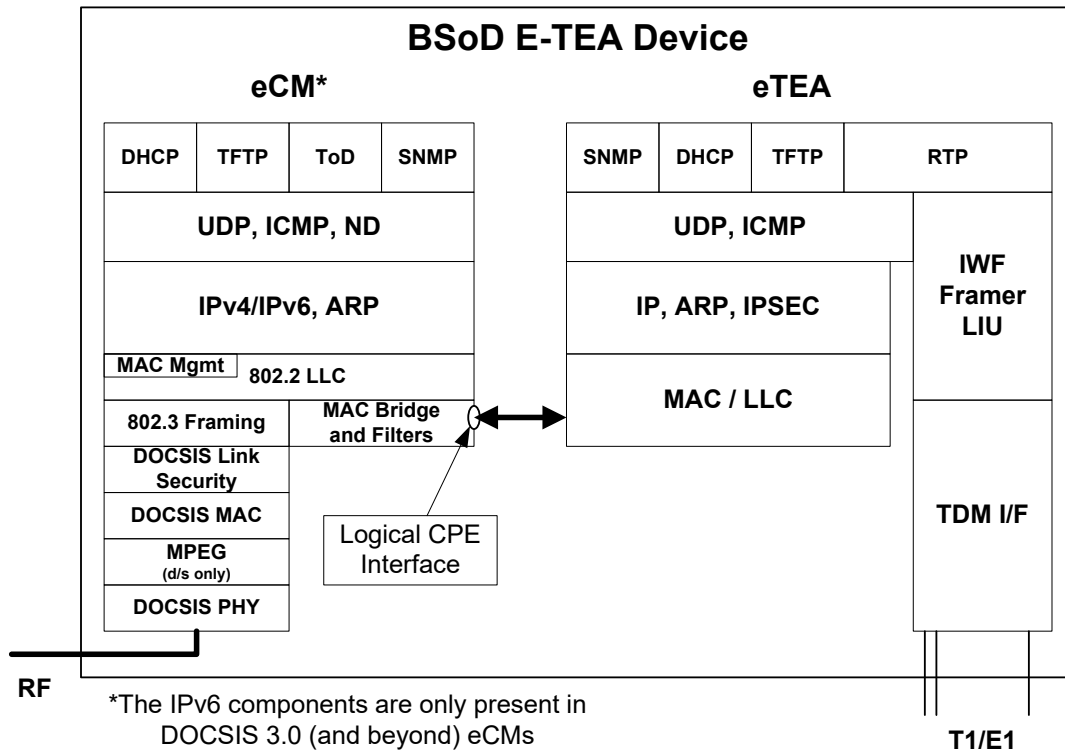 BSoD E-TEA Device
eCM*
eTEA
DHCP
TFTP
ToD
SNMP
SNMP
DHCP
TFTP
RTP
UDP, ICMP, ND
UDP, ICMP
IWF
Framer
LIU
IPv4/IPv6, ARP
IP, ARP, IPSEC
MAC Mgmt
802.2 LLC
MAC / LLC
802.3 Framing
MAC Bridge
and Filters
DOCSIS Link
Security
DOCSIS MAC
MPEG
(d/s only)
DOCSIS PHY
Logical CPE
Interface
TDM I/F
RF
*The IPv6 components are only present in
DOCSIS 3.0 (and beyond) eCMs
T1/E1